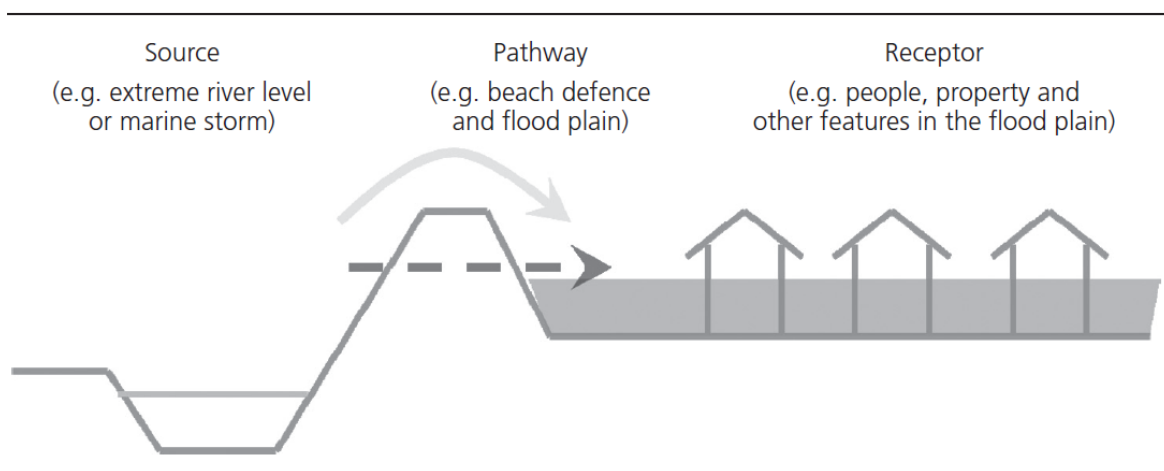 Source
(e.g. extreme river level
or marine storm)
Pathway
(e.g. beach defence
and flood plain)
Receptor
(e.g. people, property and
other features in the flood plain)